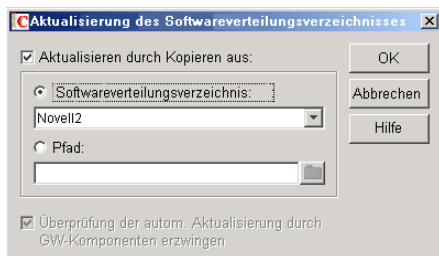 Aktualisierung des Softwareverteilungsverzeichnisses
Aktualisieren durch Kopieren aus:
OK
Softwareverteilungsverzeichnis:
Abbrechen
Novell2
Hilfe
Pfad:
Überprüfung der autom. Aktualisierung durch
GW-Komponenten erzwingen